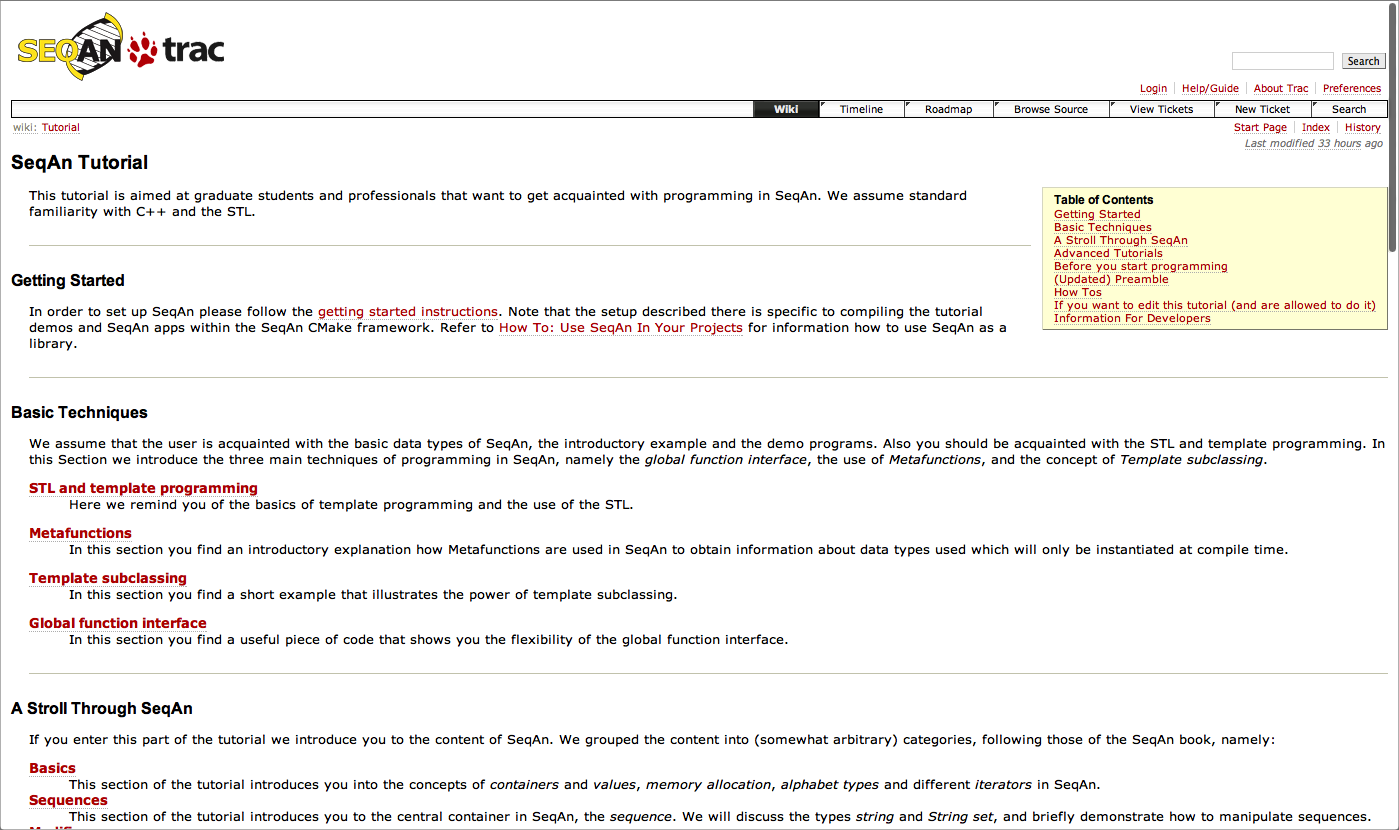 SEQAN trac
Search
Login Help/Guide About Trac Preferences
Wiki Timeline Roadmap Browse Source View Tickets New Ticket Search
wiki: Tutorial
Start Page Index History
Last modified 33 hours ago
SeqAn Tutorial
This tutorial is aimed at graduate students and professionals that want to get acquainted with programming in SeqAn. We assume standard
familiarity with C++ and the STL.
Table of Contents
Getting Started
Basic Techniques
A Stroll Through SeqAn
Advanced Tutorials
Before you start programming
(Updated) Preamble
How Tos
If you want to edit this tutorial (and are allowed to do it)
Information For Developers
Getting Started
In order to set up SeqAn please follow the getting started instructions. Note that the setup described there is specific to compiling the tutorial
demos and SeqAn apps within the SeqAn CMake framework. Refer to How To: Use SeqAn In Your Projects for information how to use SeqAn as a
library.
Basic Techniques
We assume that the user is acquainted with the basic data types of SeqAn, the introductory example and the demo programs. Also you should be acquainted with the STL and template programming. In
this Section we introduce the three main techniques of programming in SeqAn, namely the global function interface, the use of Metafunctions, and the concept of Template subclassing.
STL and template programming
Here we remind you of the basics of template programming and the use of the STL.
Metafunctions
In this section you find an introductory explanation how Metafunctions are used in SeqAn to obtain information about data types used which will only be instantiated at compile time.
Template subclassing
In this section you find a short example that illustrates the power of template subclassing.
Global function interface
In this section you find a useful piece of code that shows you the flexibility of the global function interface.
A Stroll Through SeqAn
If you enter this part of the tutorial we introduce you to the content of SeqAn. We grouped the content into (somewhat arbitrary) categories, following those of the SeqAn book, namely:
Basics
This section of the tutorial introduces you into the concepts of containers and values, memory allocation, alphabet types and different iterators in SeqAn.
Sequences
This section of the tutorial introduces you to the central container in SeqAn, the sequence. We will discuss the types string and String set, and briefly demonstrate how to manipulate sequences.